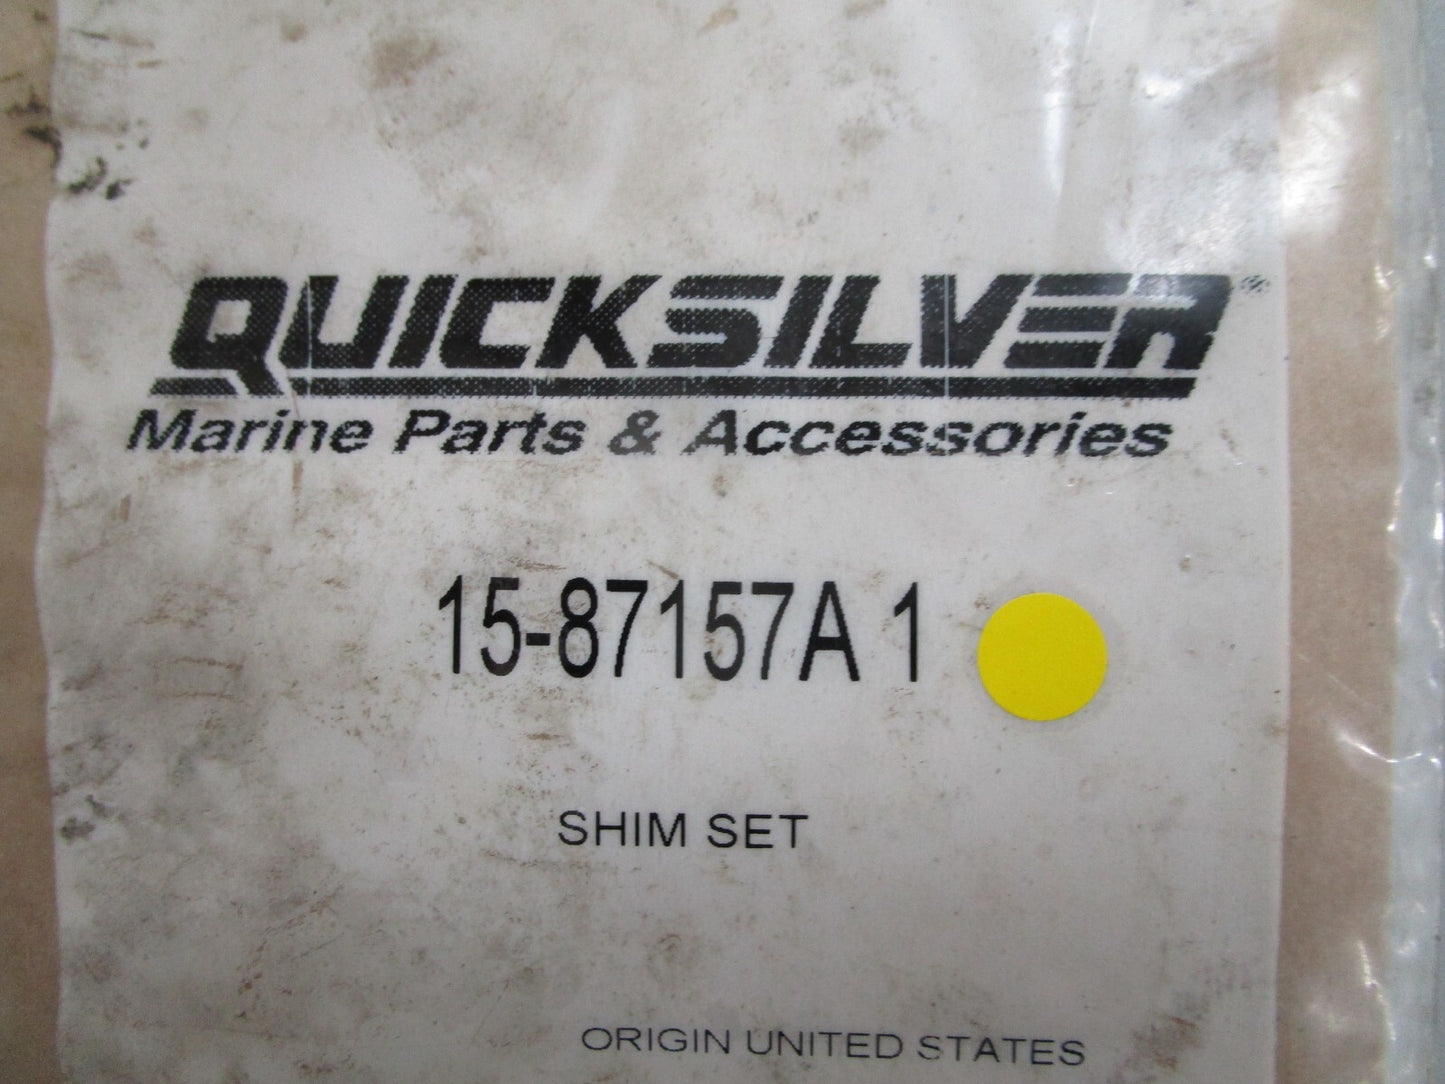 QUICKSILVER®
Marine Parts & Accessories
15-87157A 1
SHIM SET
ORIGIN UNITED STATES